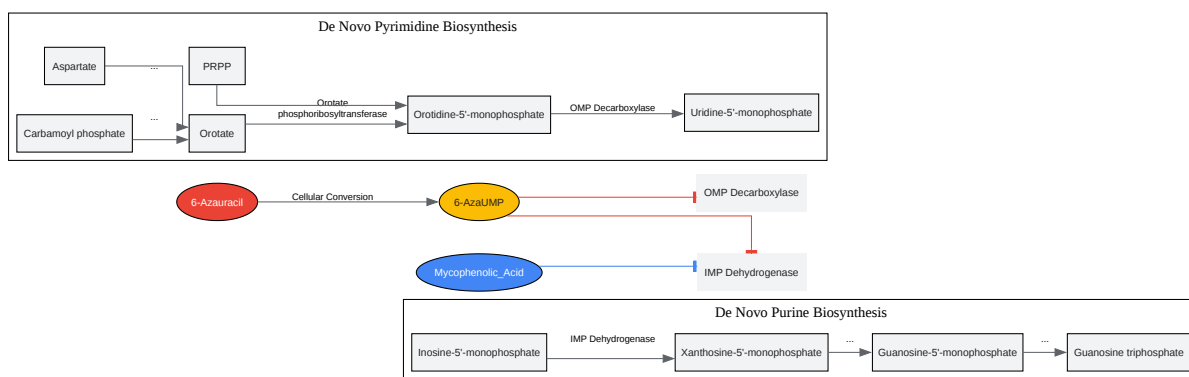 De Novo Pyrimidine Biosynthesis
Aspartate
...
PRPP
Carbamoyl phosphate
...
Orotate
Orotate
phosphoribosyltransferase
Orotidine-5'-monophosphate
OMP Decarboxylase
Uridine-5'-monophosphate
6-Azauracil
Cellular Conversion
6-AzaUMP
OMP Decarboxylase
Mycophenolic_Acid
IMP Dehydrogenase
De Novo Purine Biosynthesis
Inosine-5'-monophosphate
IMP Dehydrogenase
Xanthosine-5'-monophosphate
...
Guanosine-5'-monophosphate
...
Guanosine triphosphate